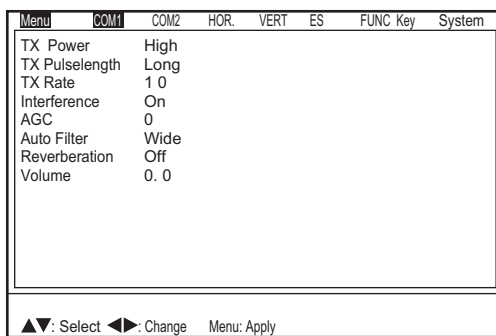 Menu COM1 COM2 HOR. VERT ES FUNC Key System
TX Power High
TX Pulselength Long
TX Rate 1 0
Interference On
AGC 0
Auto Filter Wide
Reverberation Off
Volume 0. 0
▲▼: Select ◀▶: Change Menu: Apply